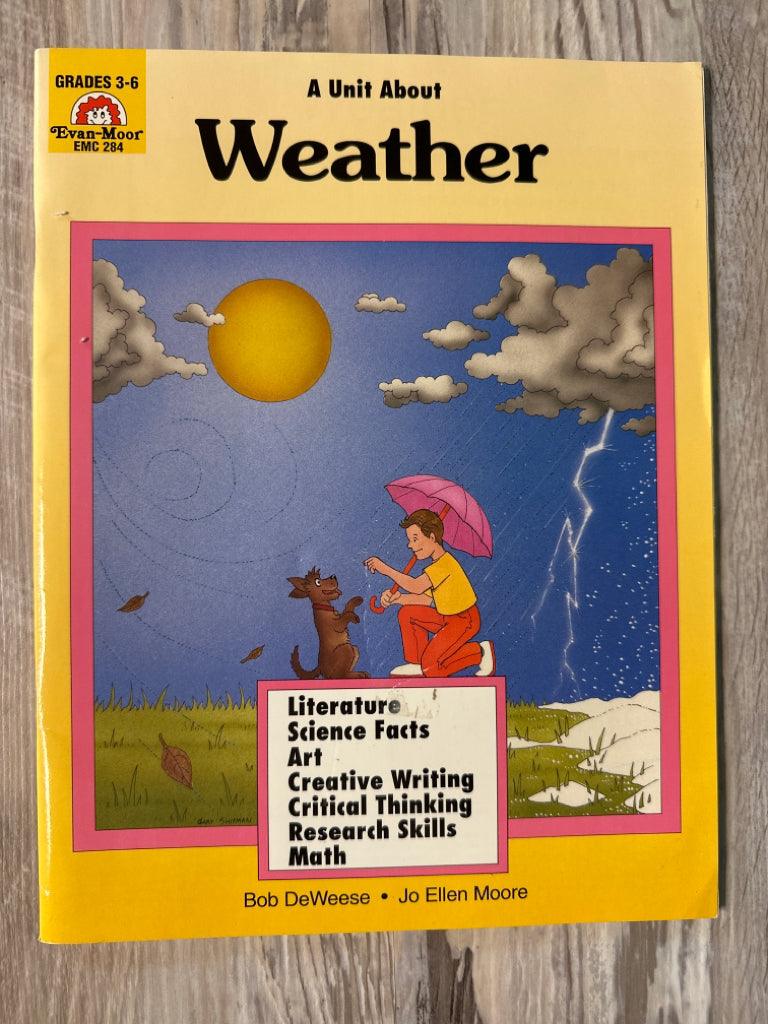 GRADES 3-6
Evan-Moor
EMC 284
A Unit About
Weather
Literature
Science Facts
Art
Creative Writing
Critical Thinking
Research Skills
Math
Bob DeWeese • Jo Ellen Moore